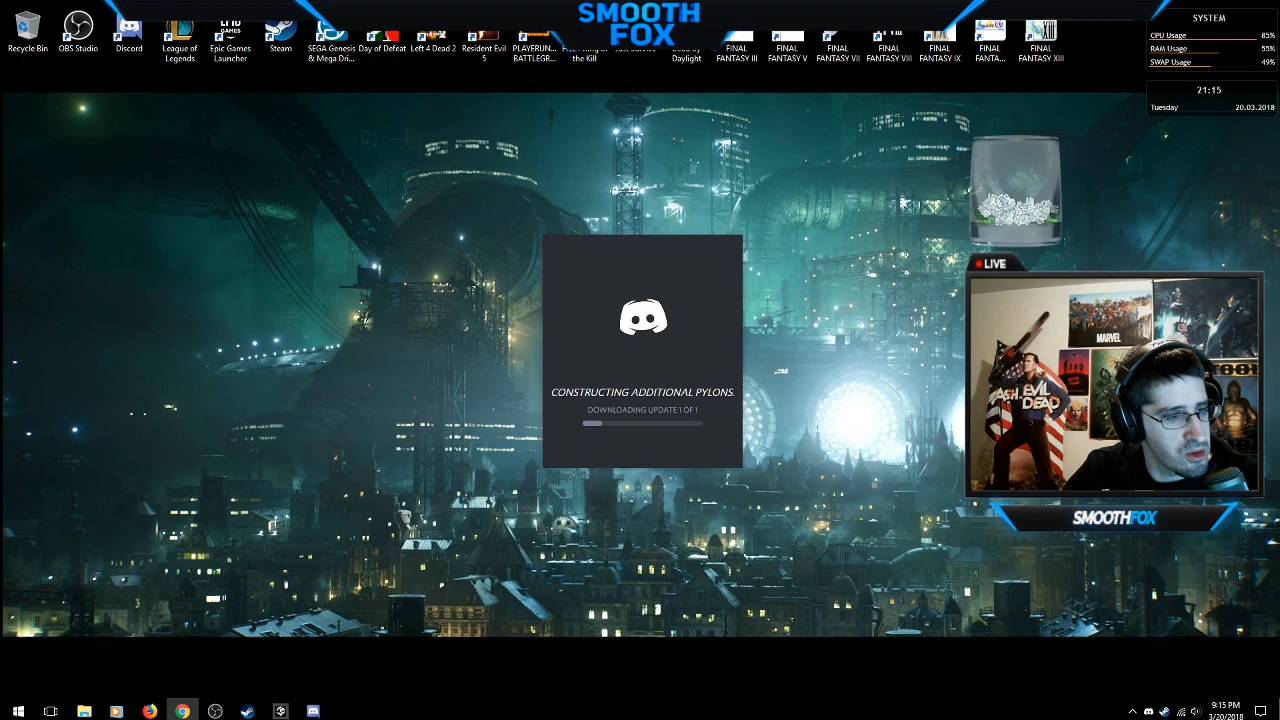 SMOOTH
FOX
Recycle Bin
OBS Studio
Discord
League of
Legends
Epic Games
Launcher
Steam
SEGA Genesis
& Mega Dri...
Day of Defeat
Left 4 Dead 2
Resident Evil
5
PLAYERUN...
BATTLEGR...
the Kill
Daylight
FINAL
FANTASY III
FINAL
FANTASY V
FINAL
FANTASY VII
FINAL
FANTASY VIII
FINAL
FANTASY IX
FINAL
FANTA...
FINAL
FANTASY XIII
SYSTEM
CPU Usage 85%
RAM Usage 55%
SWAP Usage 49%
21:15
Tuesday 20.03.2018
LIVE
MARVEL
ASH EVIL
DEAD
CONSTRUCTING ADDITIONAL PYLONS.
DOWNLOADING UPDATE 1 OF 1
SMOOTHFOX
9:15 PM
3/20/2018